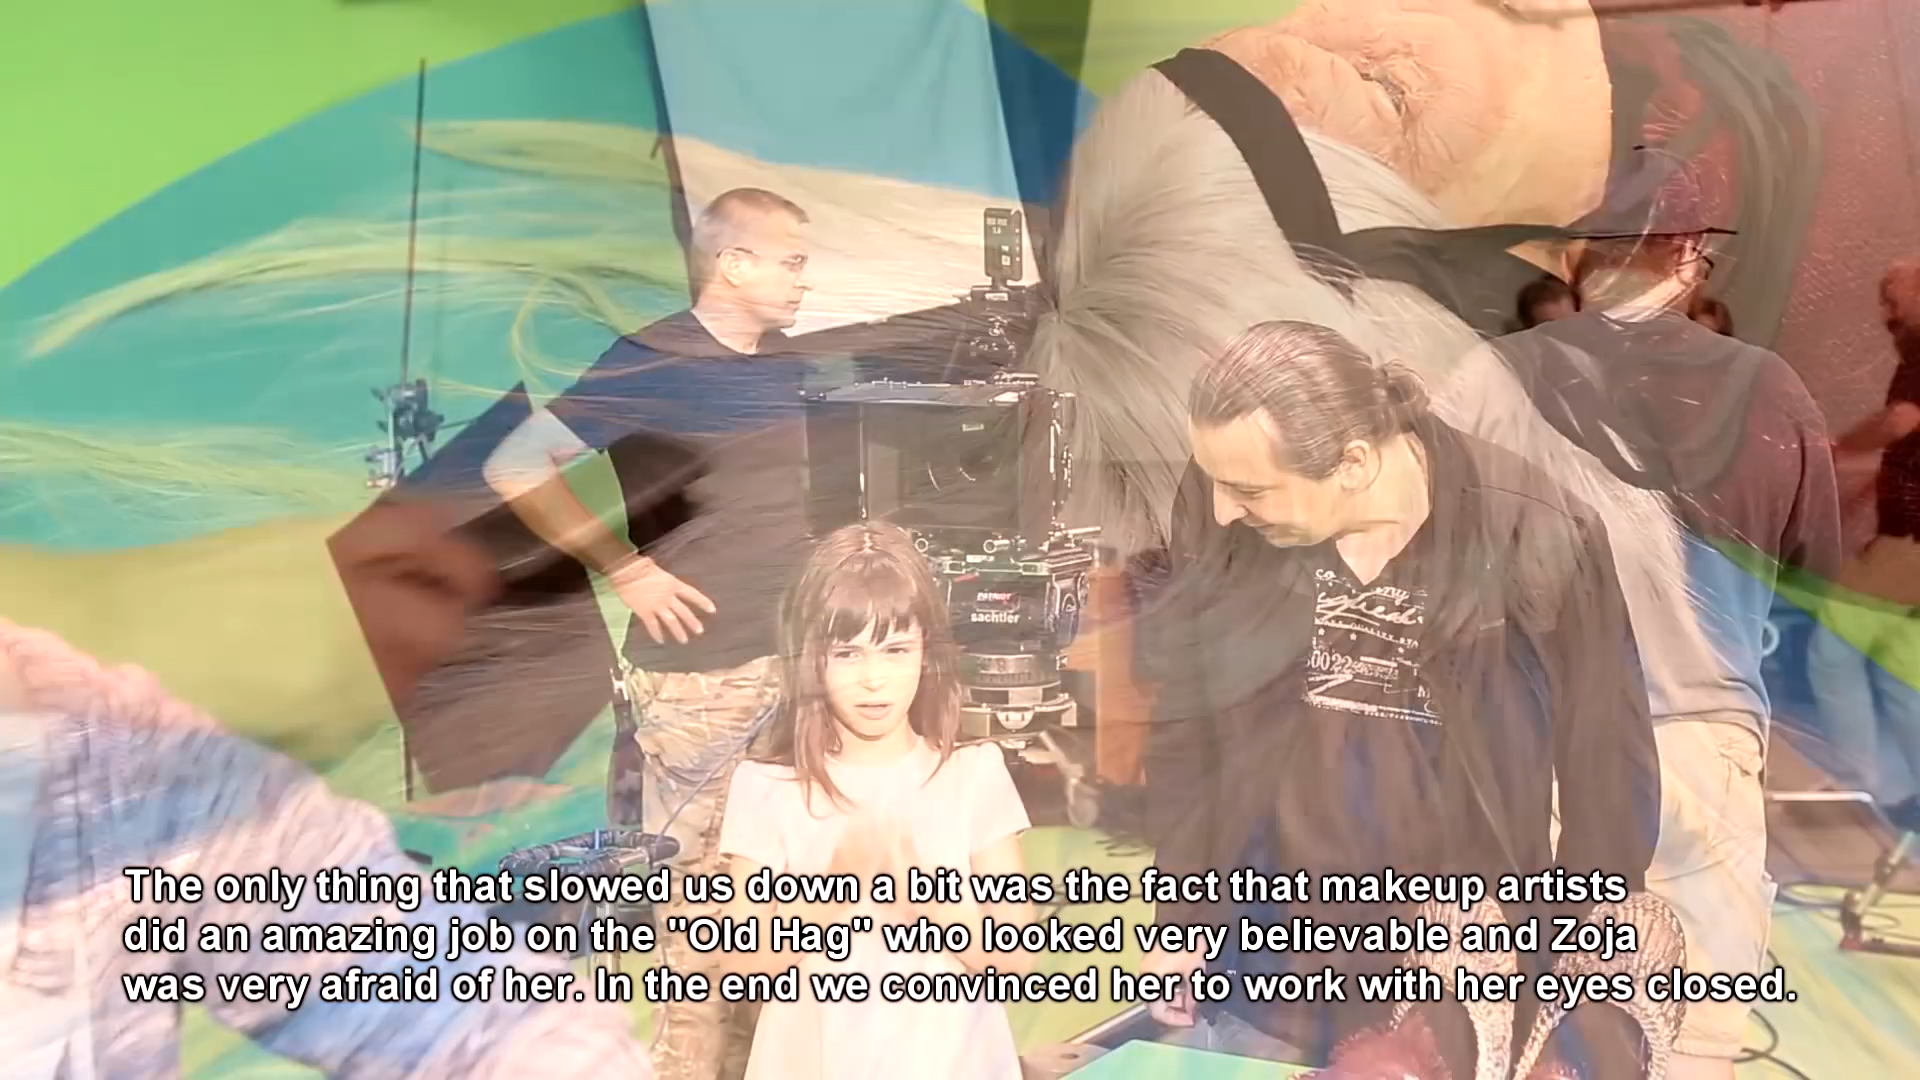 PATRIOT
sachtler
The only thing that slowed us down a bit was the fact that makeup artists
did an amazing job on the "Old Hag" who looked very believable and Zoja
was very afraid of her. In the end we convinced her to work with her eyes closed.